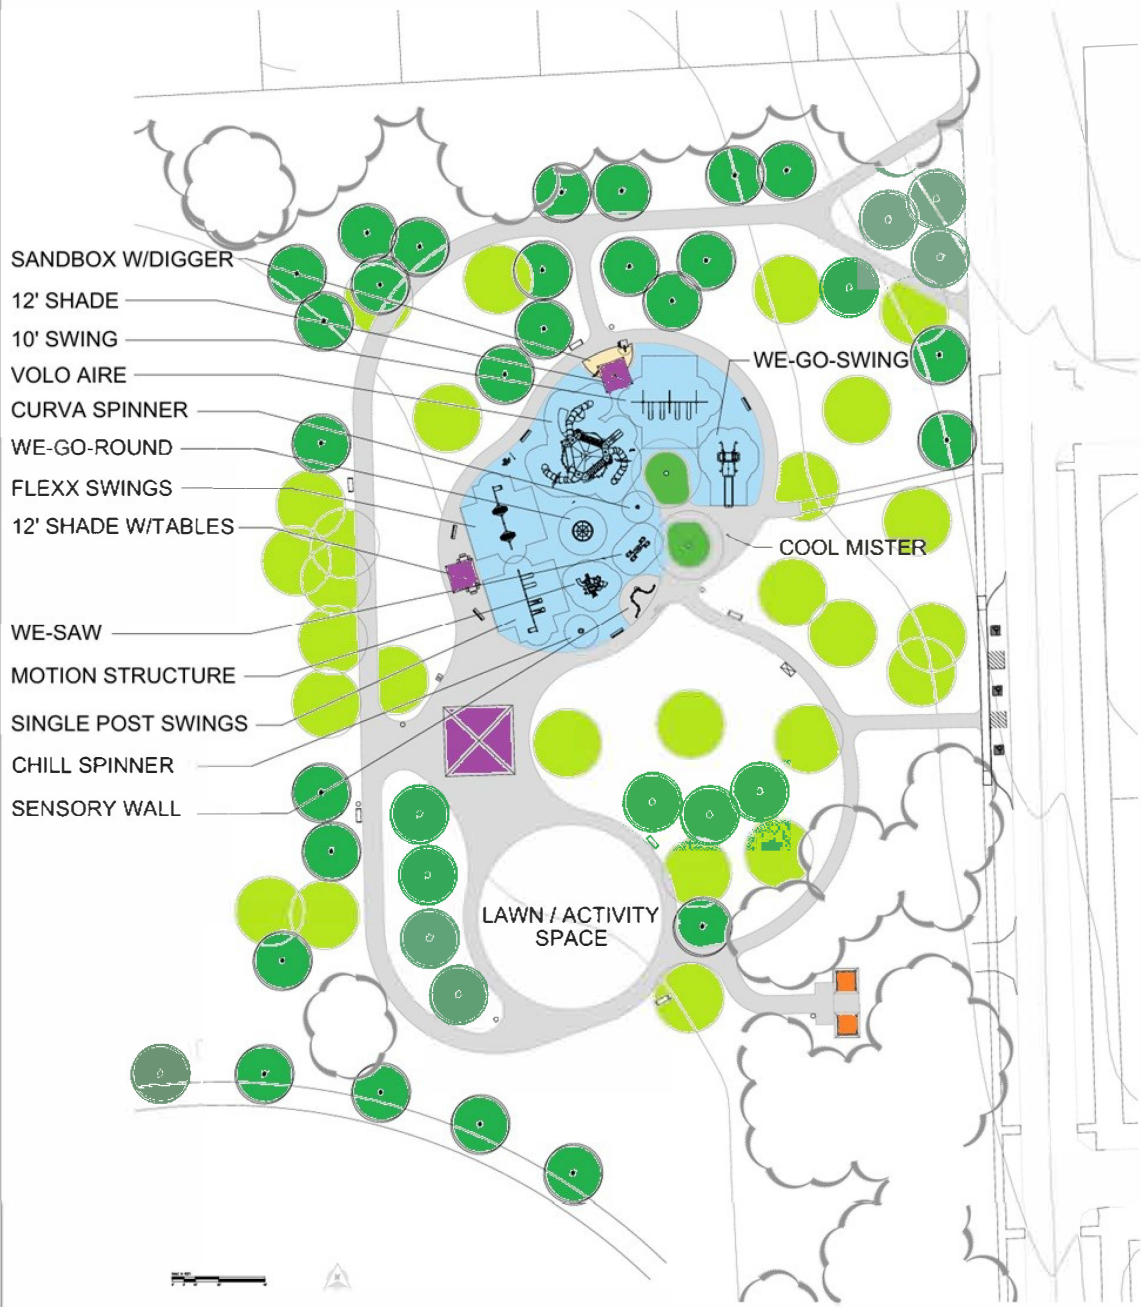 SANDBOX W/DIGGER
12' SHADE
10' SWING
VOLO AIRE
CURVA SPINNER
WE-GO-ROUND
FLEXX SWINGS
12' SHADE W/TABLES
WE-SAW
MOTION STRUCTURE
SINGLE POST SWINGS
CHILL SPINNER
SENSORY WALL
WE-GO-SWING
COOL MISTER
LAWN / ACTIVITY
SPACE